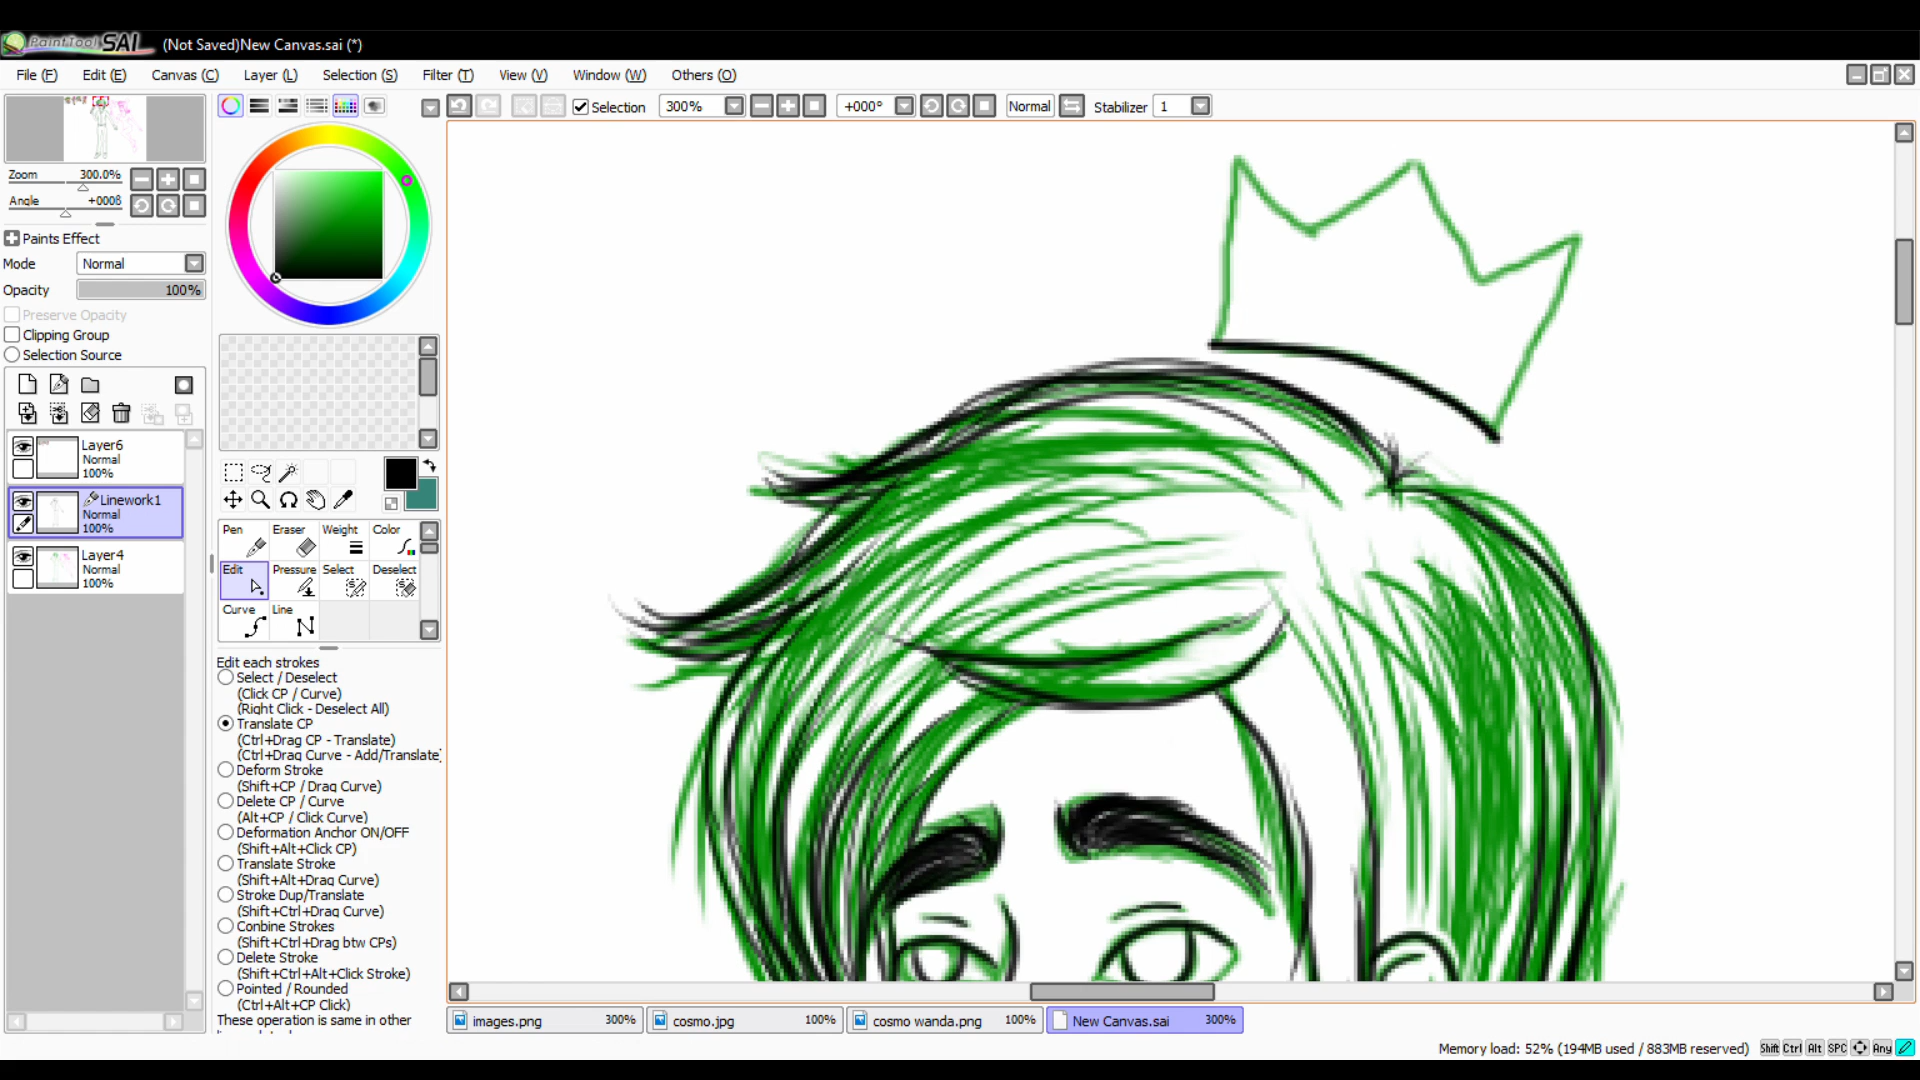 PaintTool SAI (Not Saved)New Canvas.sai (*)
File (F) Edit (E) Canvas (C) Layer (L) Selection (S) Filter (T) View (V) Window (W) Others (O)
Selection 300% +000° Normal Stabilizer 1
Zoom 300.0%
Angle +000ß
Paints Effect
Mode Normal
Opacity 100%
Preserve Opacity
Clipping Group
Selection Source
Layer6
Normal
100%
Linework1
Normal
100%
Layer4
Normal
100%
Pen Eraser Weight Color
Edit Pressure Select Deselect
Curve Line
Edit each strokes
Select / Deselect
(Click CP / Curve)
(Right Click - Deselect All)
Translate CP
(Ctrl+Drag CP - Translate)
(Ctrl+Drag Curve - Add/Translate)
Deform Stroke
(Shift+CP / Drag Curve)
Delete CP / Curve
(Alt+CP / Click Curve)
Deformation Anchor ON/OFF
(Shift+Alt+Click CP)
Translate Stroke
(Shift+Alt+Drag Curve)
Stroke Dup/Translate
(Shift+Ctrl+Drag Curve)
Conbine Strokes
(Shift+Ctrl+Drag btw CPs)
Delete Stroke
(Shift+Ctrl+Alt+Click Stroke)
Pointed / Rounded
(Ctrl+Alt+CP Click)
These operation is same in other
images.png 300% cosmo.jpg 100% cosmo wanda.png 100% New Canvas.sai 300%
Memory load: 52% (194MB used / 883MB reserved) Shift Ctrl Alt SPC Any